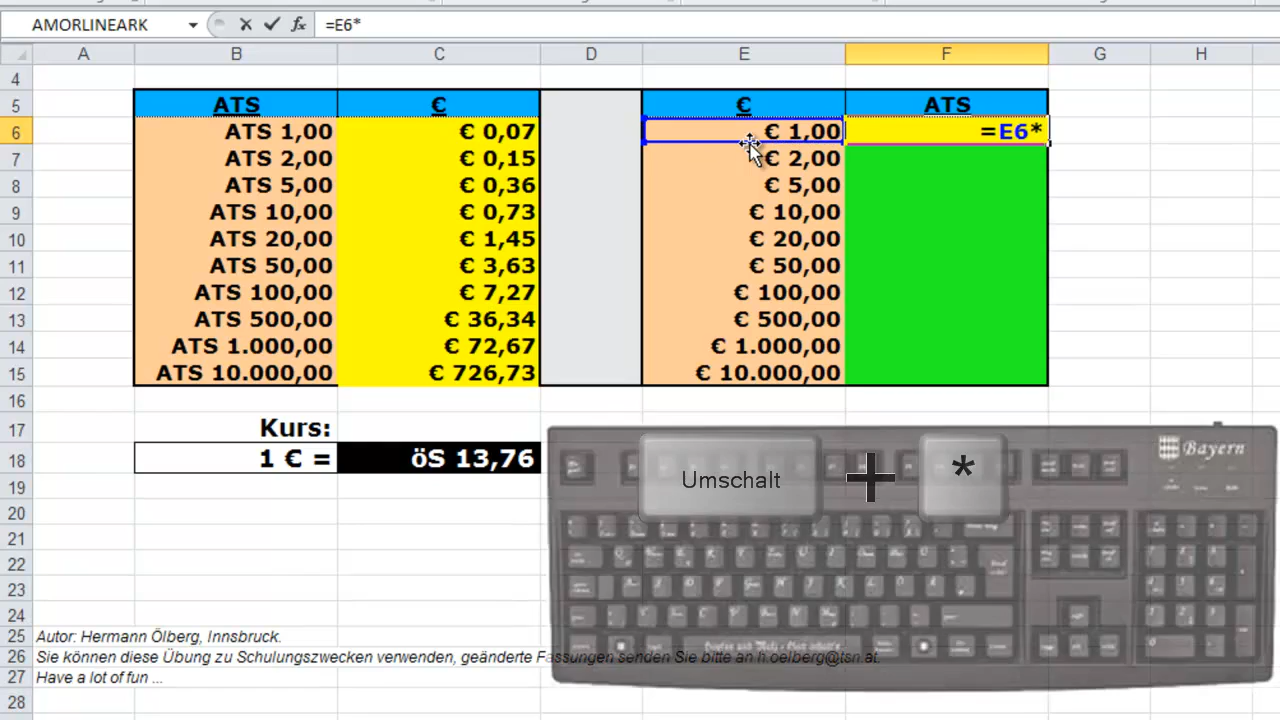 AMORLINEARK fx =E6*
A B C D E F G H
4
5 ATS € € ATS
6 ATS 1,00 € 0,07 € 1,00 =E6*
7 ATS 2,00 € 0,15 € 2,00
8 ATS 5,00 € 0,36 € 5,00
9 ATS 10,00 € 0,73 € 10,00
10 ATS 20,00 € 1,45 € 20,00
11 ATS 50,00 € 3,63 € 50,00
12 ATS 100,00 € 7,27 € 100,00
13 ATS 500,00 € 36,34 € 500,00
14 ATS 1.000,00 € 72,67 € 1.000,00
15 ATS 10.000,00 € 726,73 € 10.000,00
16
17 Kurs:
18 1 € = öS 13,76
Bayern
Umschalt + *
19
20
21
22
23
24
25 Autor: Hermann Ölberg, Innsbruck.
26 Sie können diese Übung zu Schulungszwecken verwenden, geänderte Fassungen senden Sie bitte an h.oelberg@tsn.at.
27 Have a lot of fun ...
28